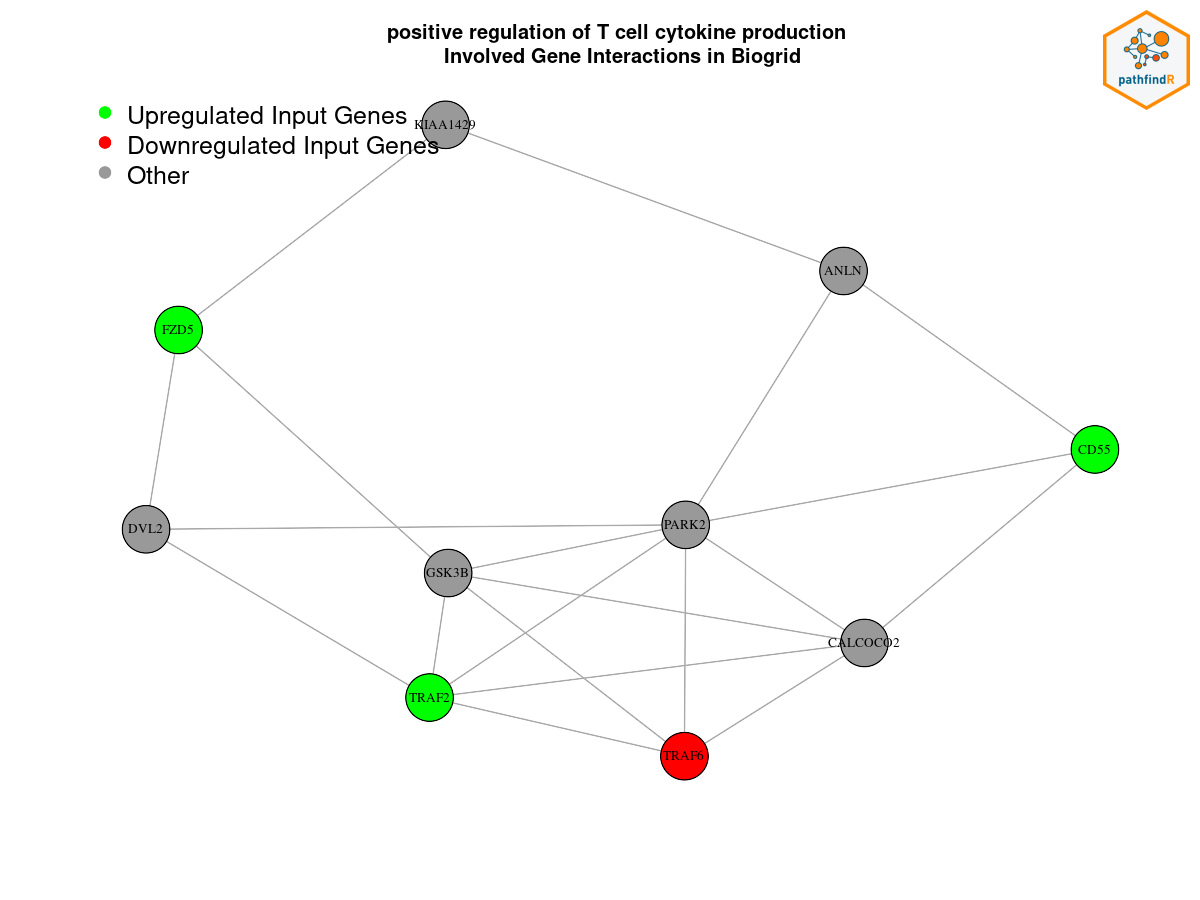 positive regulation of T cell cytokine production
Involved Gene Interactions in Biogrid
pathfindR
Upregulated Input Genes
Downregulated Input Genes
Other
KIAA1429
ANLN
FZD5
CD55
DVL2
PARK2
GSK3B
CALCOCO2
TRAF2
TRAF6